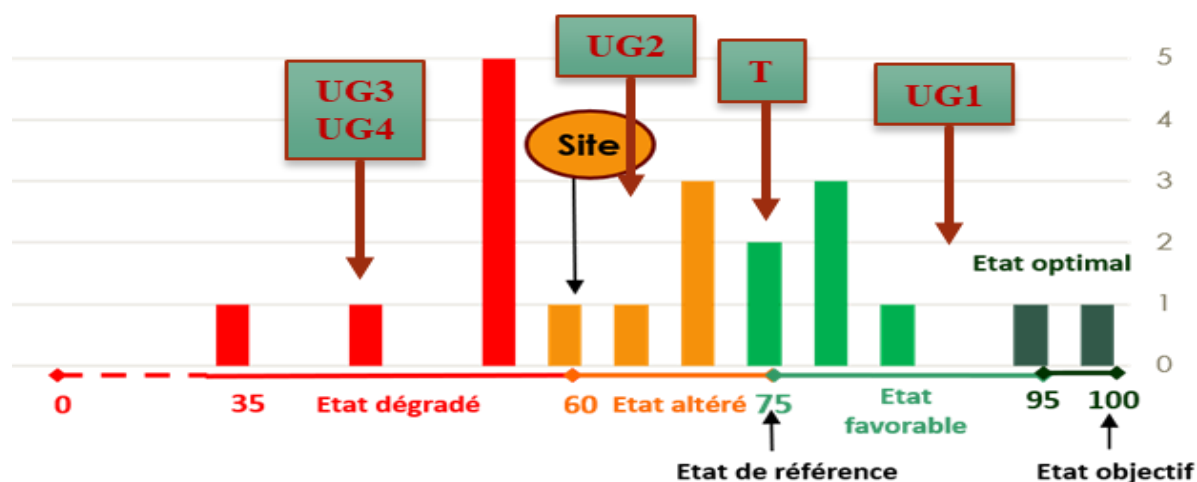 UG3
UG4
UG2
Site
T
UG1
5
4
3
2
Etat optimal
1
0
0
35
Etat dégradé
60
Etat altéré
75
Etat
favorable
95
100
Etat de référence
Etat objectif